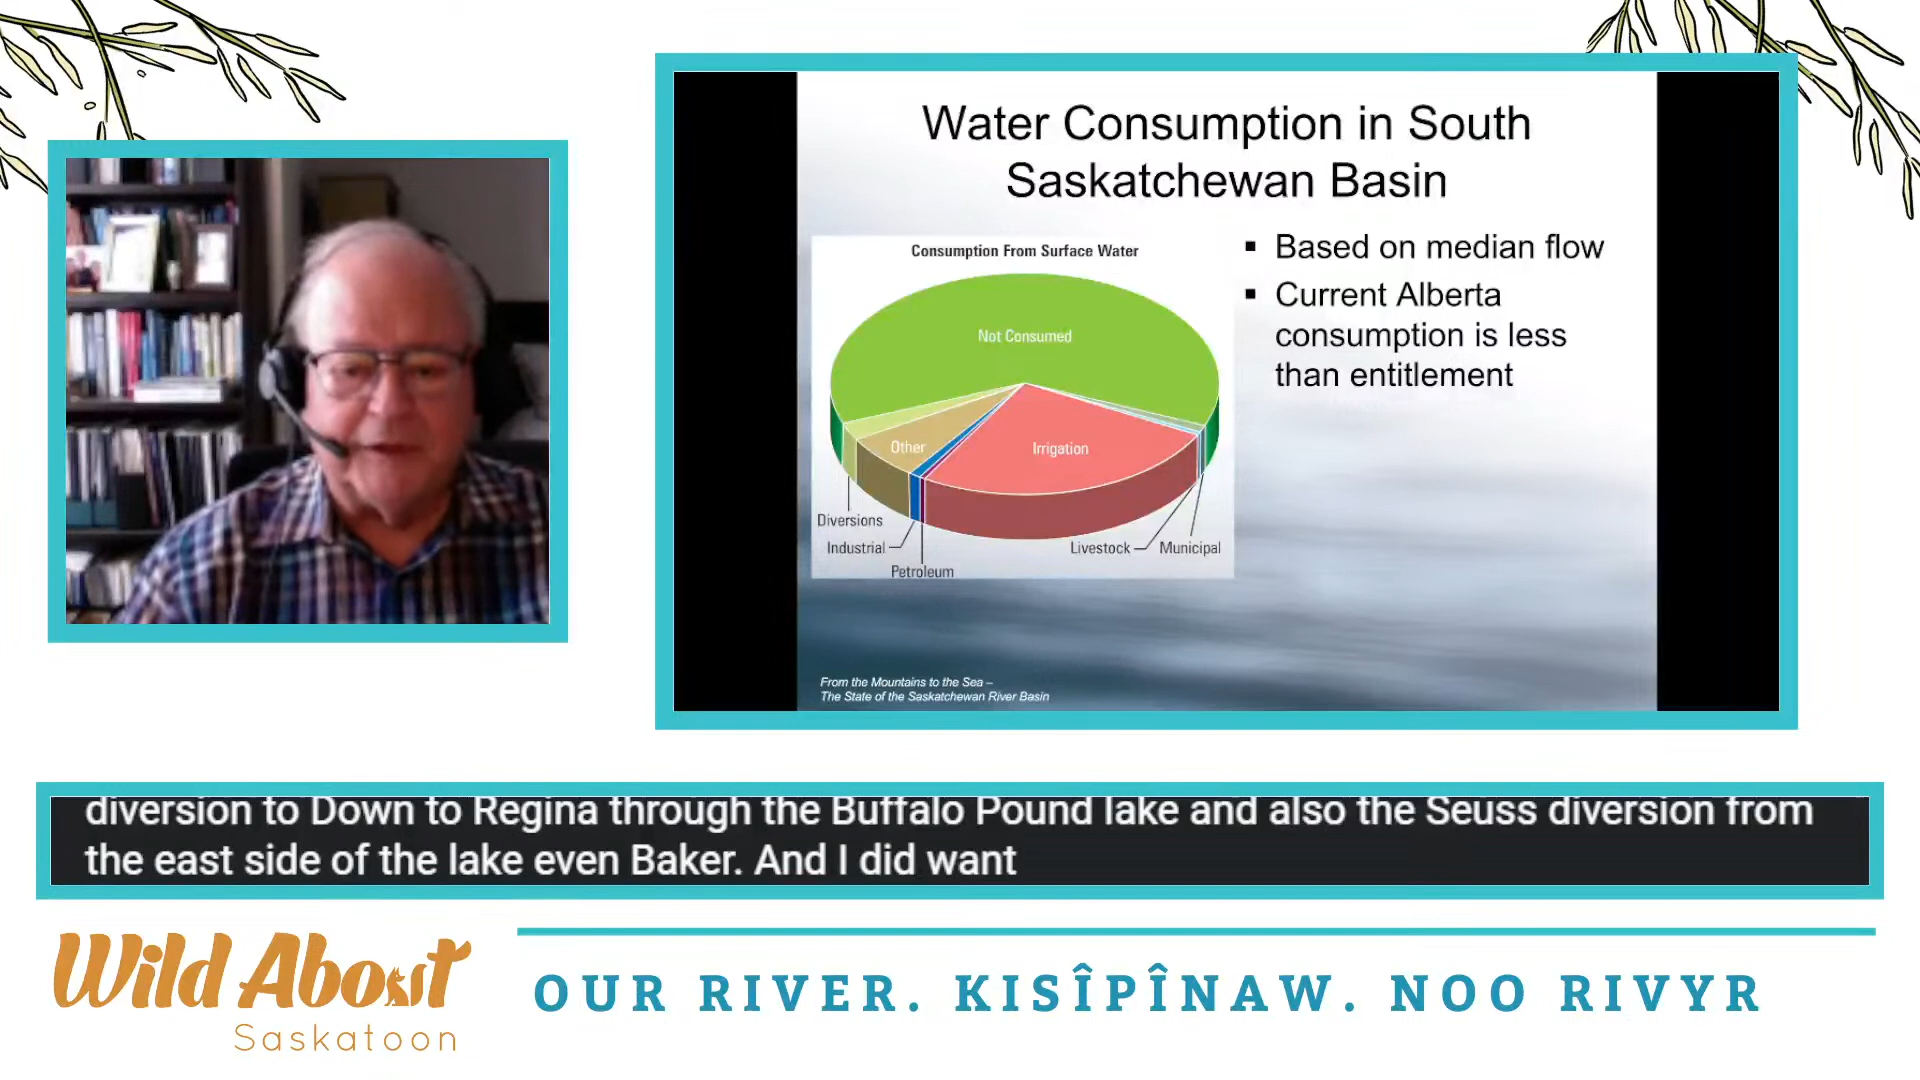 Water Consumption in South
Saskatchewan Basin
Consumption From Surface Water
Not Consumed
Other
Irrigation
Diversions
Industrial
Petroleum
Livestock
Municipal
▪ Based on median flow
▪ Current Alberta
consumption is less
than entitlement
From the Mountains to the Sea –
The State of the Saskatchewan River Basin
diversion to Down to Regina through the Buffalo Pound lake and also the Seuss diversion from
the east side of the lake even Baker. And I did want
Wild About
Saskatoon
OUR RIVER. KISÎPÎNAW. NOO RIVYR